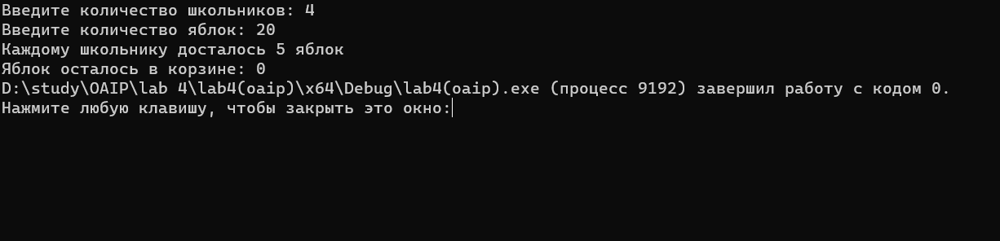 Введите количество школьников: 4
Введите количество яблок: 20
Каждому школьнику досталось 5 яблок
Яблок осталось в корзине: 0
D:\study\OAIP\lab 4\lab4(oaip)\x64\Debug\lab4(oaip).exe (процесс 9192) завершил работу с кодом 0.
Нажмите любую клавишу, чтобы закрыть это окно: